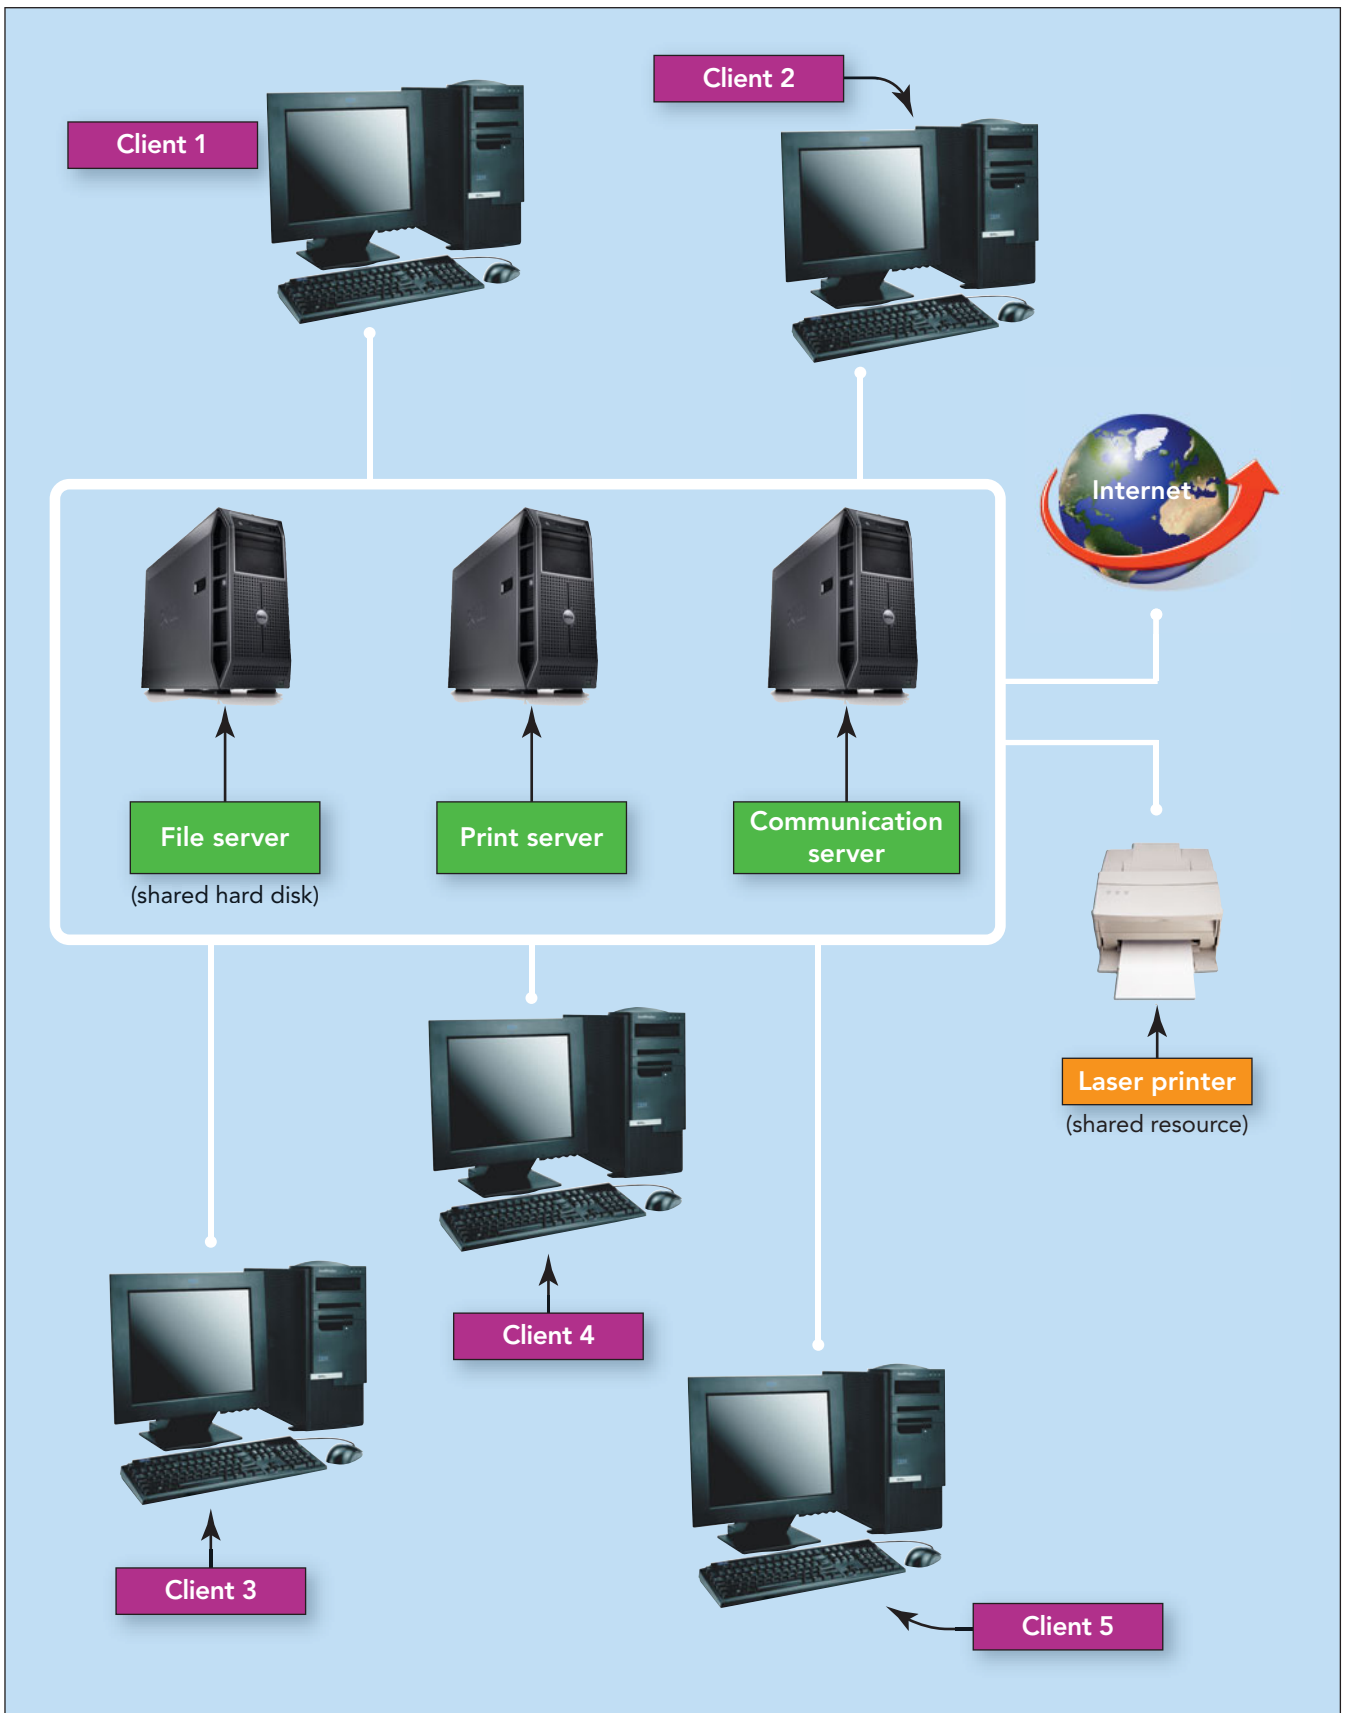 Client 2
Client 1
Internet
File server
(shared hard disk)
Print server
Communication
server
Laser printer
(shared resource)
Client 4
Client 3
Client 5